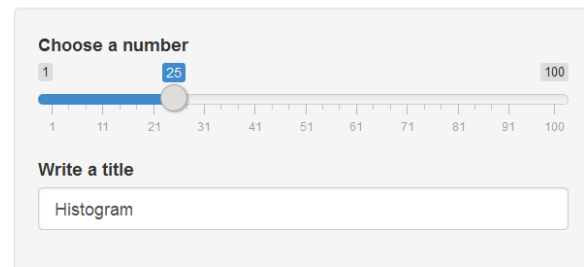 Choose a number
1 25 100
1 11 21 31 41 51 61 71 81 91 100
Write a title
Histogram